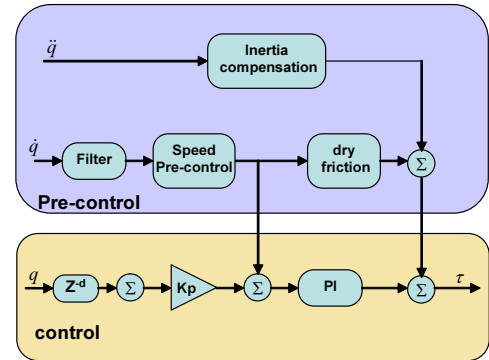 q̈
Inertia
compensation
q̇
Filter
Speed
Pre-control
dry
friction
Σ
Pre-control
q
Z-d
Σ
Kp
Σ
PI
Σ
τ
control